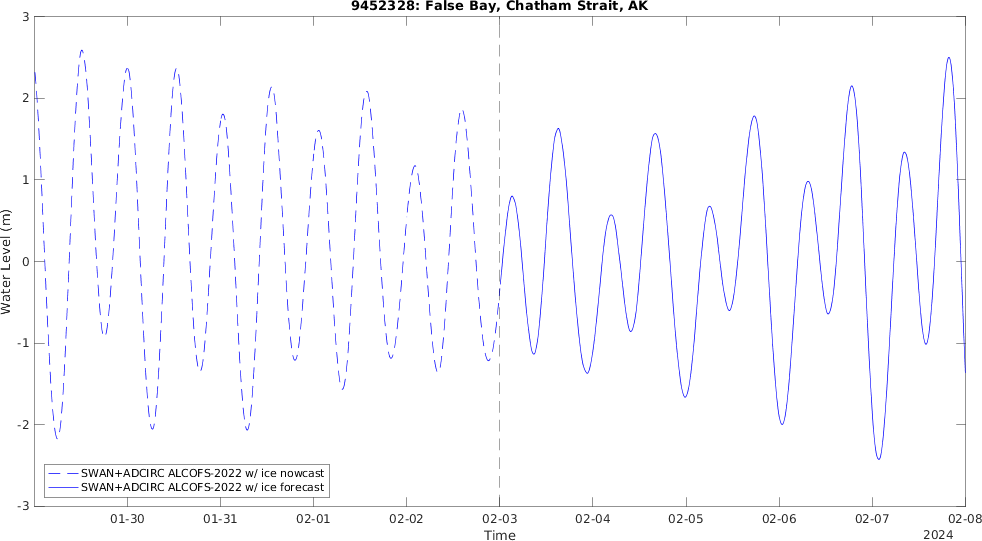 9452328: False Bay, Chatham Strait, AK
3
2
1
0
-1
-2
-3
Water Level (m)
SWAN+ADCIRC ALCOFS-2022 w/ ice nowcast
SWAN+ADCIRC ALCOFS-2022 w/ ice forecast
01-30 01-31 02-01 02-02 02-03 02-04 02-05 02-06 02-07 02-08
Time
2024